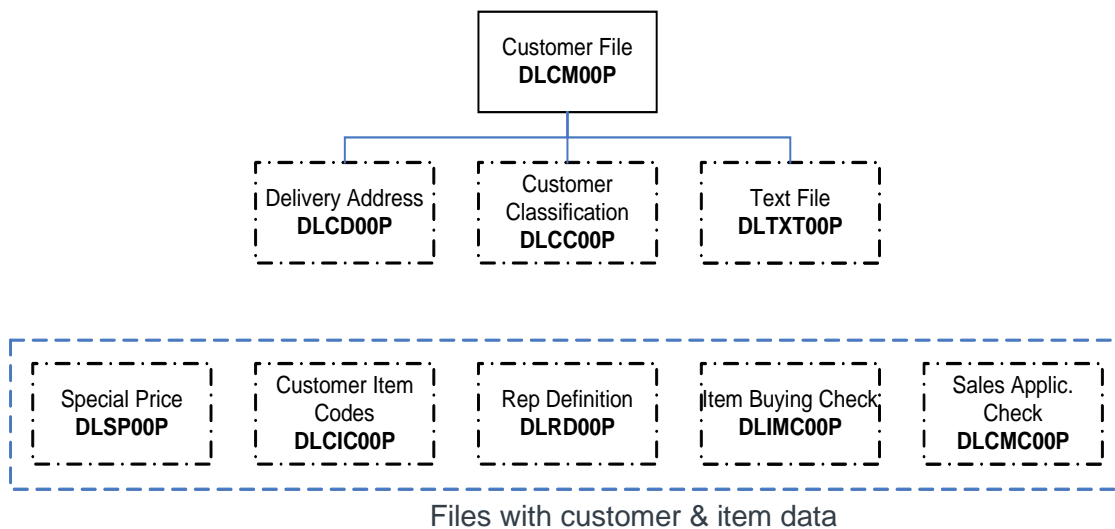 Customer File
DLCM00P
Delivery Address
DLCD00P
Customer
Classification
DLCC00P
Text File
DLTXT00P
Special Price
DLSP00P
Customer Item
Codes
DLCIC00P
Rep Definition
DLRD00P
Item Buying Check
DLIMC00P
Sales Applic.
Check
DLCMC00P
Files with customer & item data